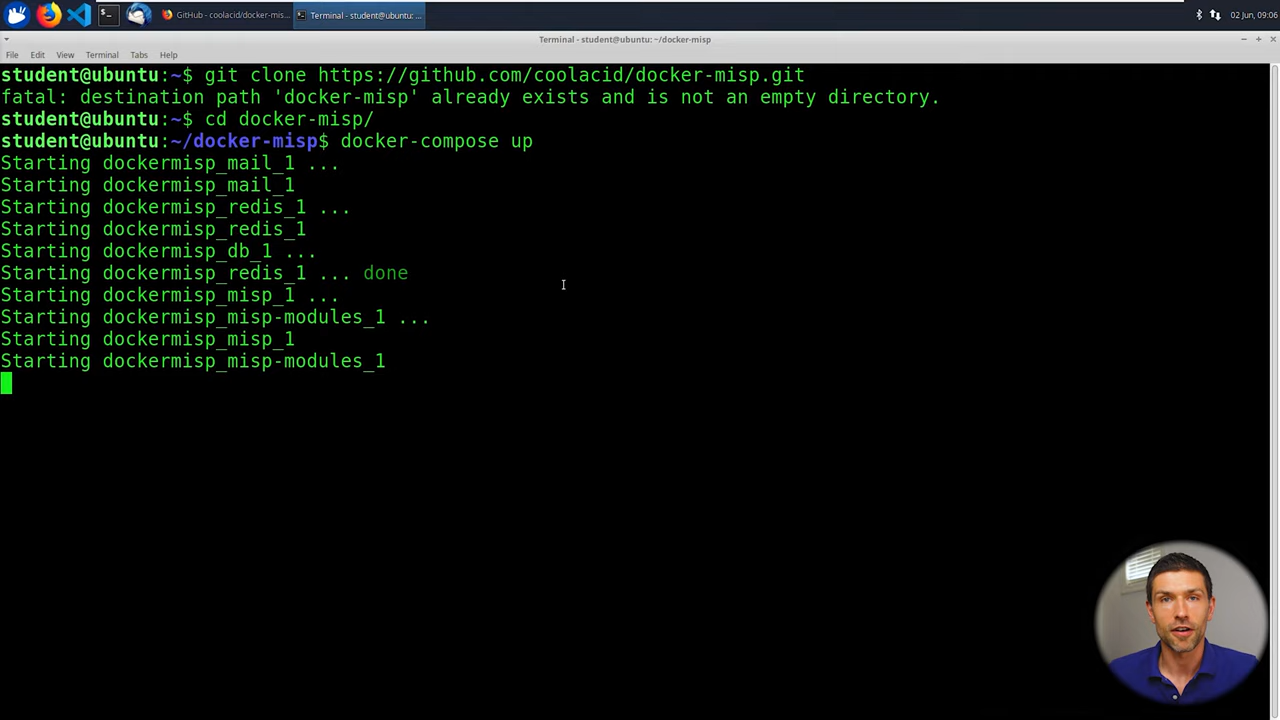 GitHub - coolacid/docker-mis...
Terminal - student@ubuntu: ...
02 Jun, 09:06
Terminal - student@ubuntu: ~/docker-misp
File Edit View Terminal Tabs Help
student@ubuntu:~$ git clone https://github.com/coolacid/docker-misp.git
fatal: destination path 'docker-misp' already exists and is not an empty directory.
student@ubuntu:~$ cd docker-misp/
student@ubuntu:~/docker-misp$ docker-compose up
Starting dockermisp_mail_1 ...
Starting dockermisp_mail_1
Starting dockermisp_redis_1 ...
Starting dockermisp_redis_1
Starting dockermisp_db_1 ...
Starting dockermisp_redis_1 ... done
Starting dockermisp_misp_1 ...
Starting dockermisp_misp-modules_1 ...
Starting dockermisp_misp_1
Starting dockermisp_misp-modules_1